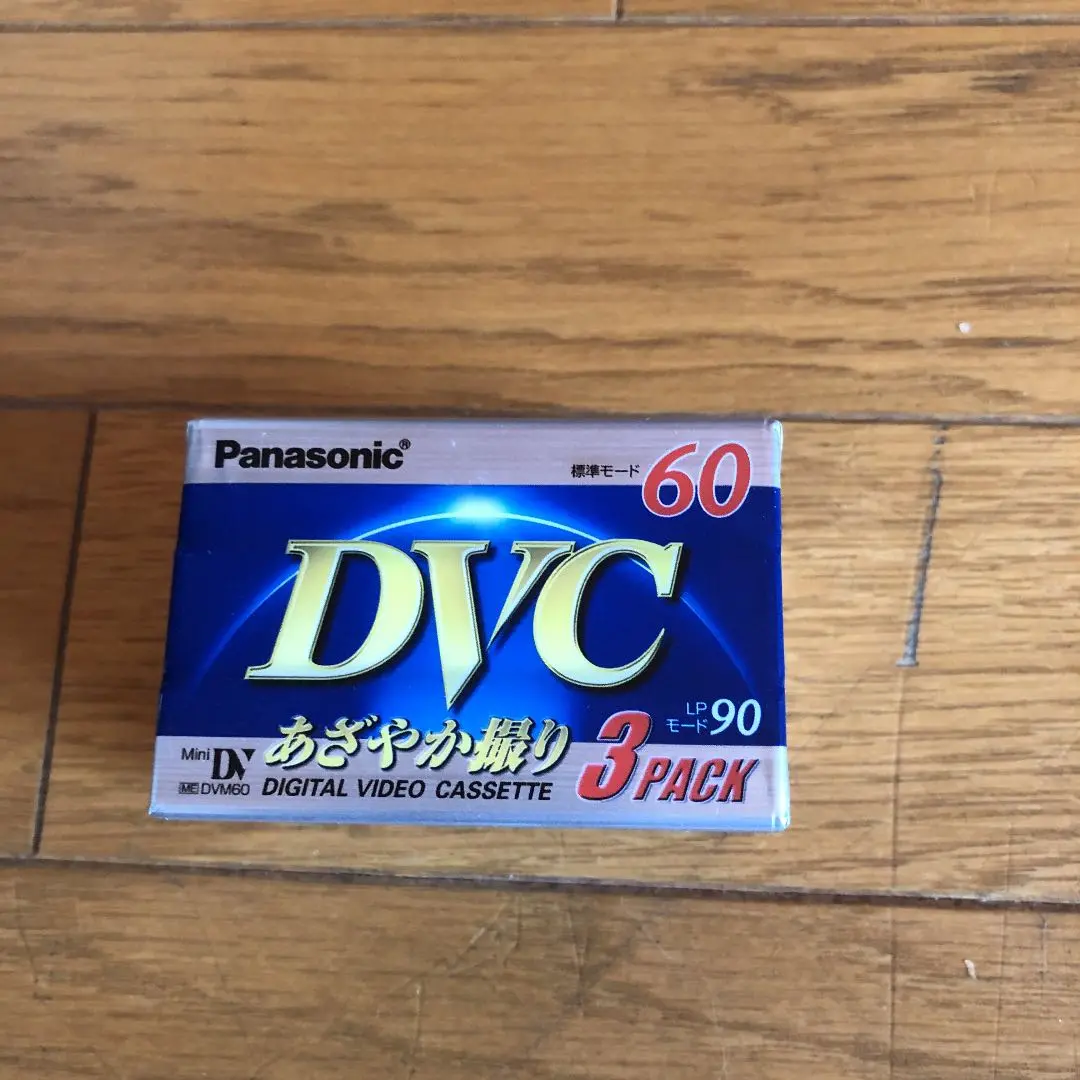 Panasonic®
標準モード 60
DVC
LP
モード 90
あざやか撮り
3 PACK
Mini DV
ME DVM60
DIGITAL VIDEO CASSETTE